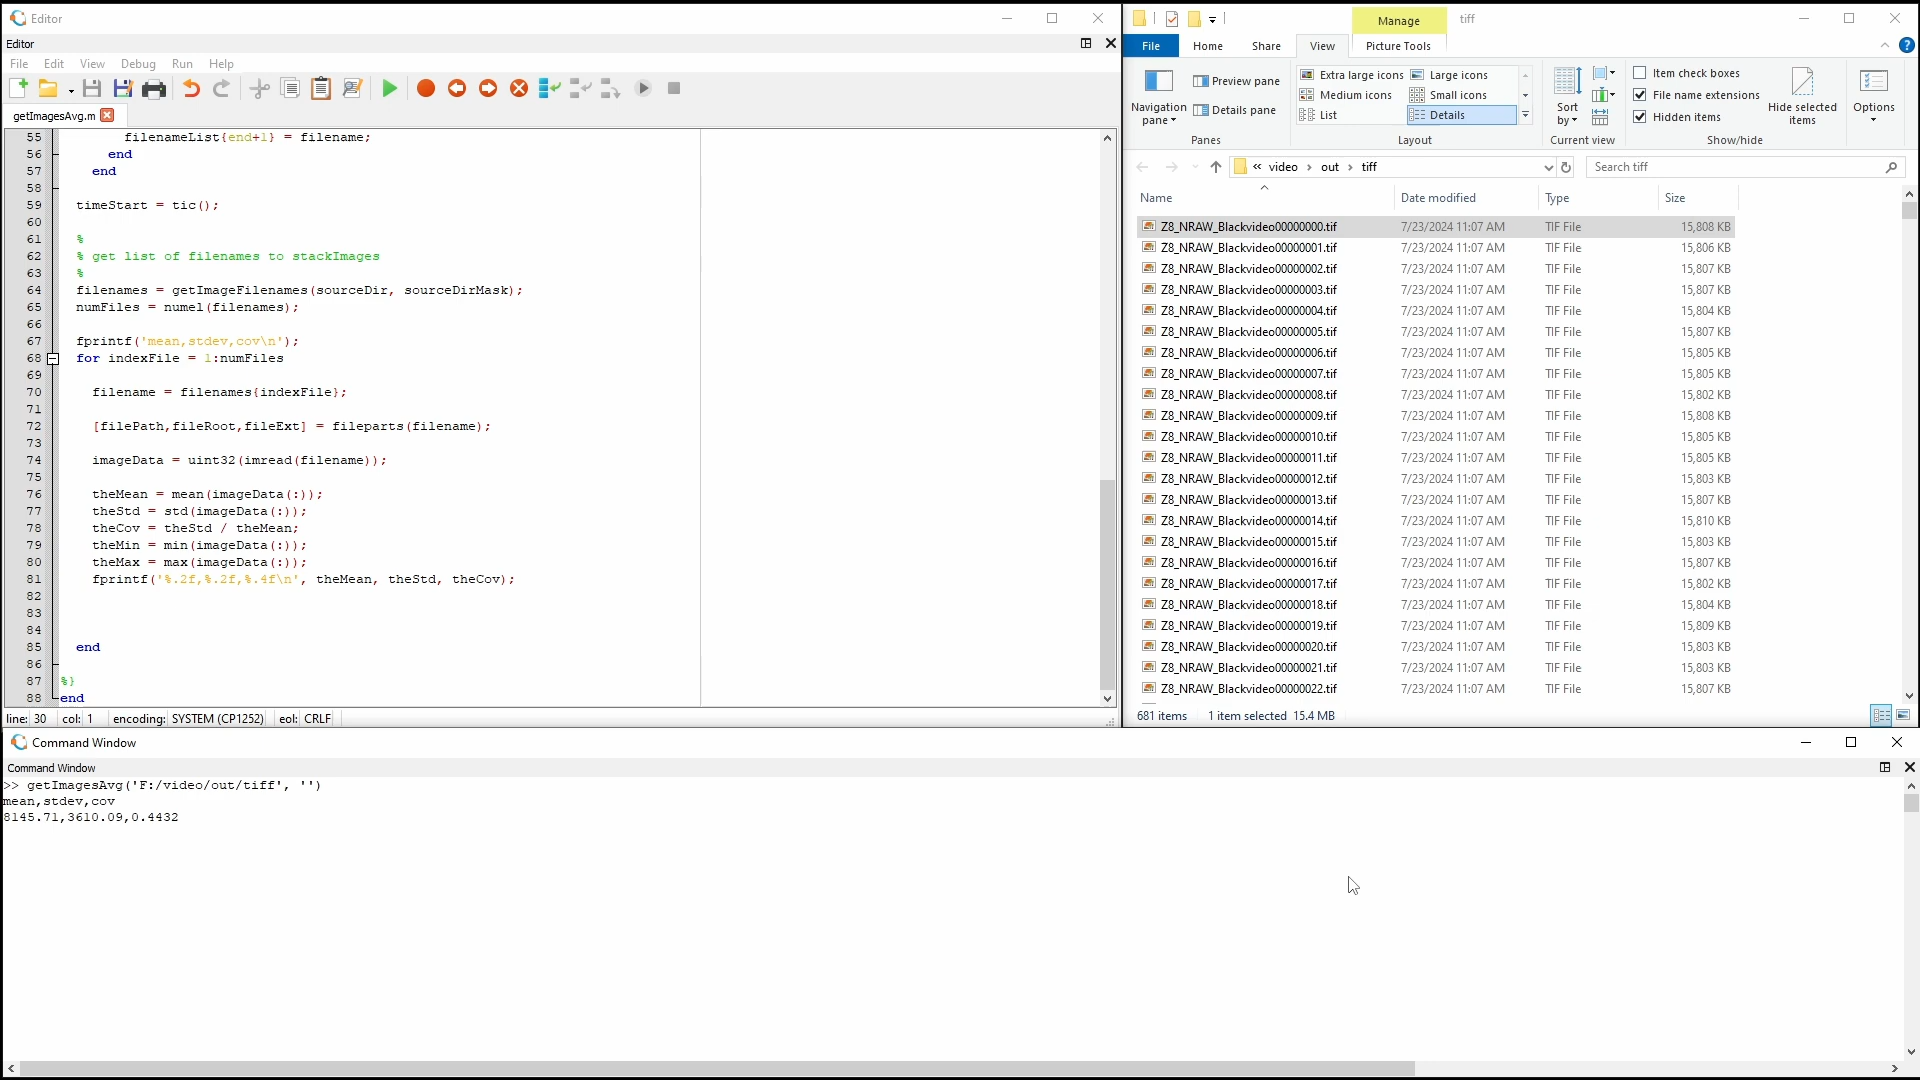 Editor
Editor
File Edit View Debug Run Help
getImagesAvg.m
55 filenameList{end+1} = filename;
56 end
57 end
58
59 timeStart = tic();
60
61 %
62 % get list of filenames to stackImages
63 %
64 filenames = getImageFilenames(sourceDir, sourceDirMask);
65 numFiles = numel(filenames);
66
67 fprintf('mean,stdev,cov\n');
68 for indexFile = 1:numFiles
69
70 filename = filenames{indexFile};
71
72 [filePath,fileRoot,fileExt] = fileparts(filename);
73
74 imageData = uint32(imread(filename));
75
76 theMean = mean(imageData(:));
77 theStd = std(imageData(:));
78 theCov = theStd / theMean;
79 theMin = min(imageData(:));
80 theMax = max(imageData(:));
81 fprintf('%.2f,%.2f,%.4f\n', theMean, theStd, theCov);
82
83
84
85 end
86
87 %}
88 end
line: 30 col: 1 encoding: SYSTEM (CP1252) eol: CRLF
Manage tiff
File Home Share View Picture Tools
Navigation pane
Preview pane
Details pane
Panes
Extra large icons Large icons
Medium icons Small icons
List Details
Layout
Sort by
Current view
Item check boxes
File name extensions
Hidden items
Hide selected items
Show/hide
Options
« video › out › tiff
Search tiff
Name Date modified Type Size
Z8_NRAW_Blackvideo00000000.tif 7/23/2024 11:07 AM TIF File 15,808 KB
Z8_NRAW_Blackvideo00000001.tif 7/23/2024 11:07 AM TIF File 15,806 KB
Z8_NRAW_Blackvideo00000002.tif 7/23/2024 11:07 AM TIF File 15,807 KB
Z8_NRAW_Blackvideo00000003.tif 7/23/2024 11:07 AM TIF File 15,807 KB
Z8_NRAW_Blackvideo00000004.tif 7/23/2024 11:07 AM TIF File 15,804 KB
Z8_NRAW_Blackvideo00000005.tif 7/23/2024 11:07 AM TIF File 15,807 KB
Z8_NRAW_Blackvideo00000006.tif 7/23/2024 11:07 AM TIF File 15,805 KB
Z8_NRAW_Blackvideo00000007.tif 7/23/2024 11:07 AM TIF File 15,805 KB
Z8_NRAW_Blackvideo00000008.tif 7/23/2024 11:07 AM TIF File 15,802 KB
Z8_NRAW_Blackvideo00000009.tif 7/23/2024 11:07 AM TIF File 15,808 KB
Z8_NRAW_Blackvideo00000010.tif 7/23/2024 11:07 AM TIF File 15,805 KB
Z8_NRAW_Blackvideo00000011.tif 7/23/2024 11:07 AM TIF File 15,805 KB
Z8_NRAW_Blackvideo00000012.tif 7/23/2024 11:07 AM TIF File 15,803 KB
Z8_NRAW_Blackvideo00000013.tif 7/23/2024 11:07 AM TIF File 15,807 KB
Z8_NRAW_Blackvideo00000014.tif 7/23/2024 11:07 AM TIF File 15,810 KB
Z8_NRAW_Blackvideo00000015.tif 7/23/2024 11:07 AM TIF File 15,803 KB
Z8_NRAW_Blackvideo00000016.tif 7/23/2024 11:07 AM TIF File 15,807 KB
Z8_NRAW_Blackvideo00000017.tif 7/23/2024 11:07 AM TIF File 15,802 KB
Z8_NRAW_Blackvideo00000018.tif 7/23/2024 11:07 AM TIF File 15,804 KB
Z8_NRAW_Blackvideo00000019.tif 7/23/2024 11:07 AM TIF File 15,809 KB
Z8_NRAW_Blackvideo00000020.tif 7/23/2024 11:07 AM TIF File 15,803 KB
Z8_NRAW_Blackvideo00000021.tif 7/23/2024 11:07 AM TIF File 15,803 KB
Z8_NRAW_Blackvideo00000022.tif 7/23/2024 11:07 AM TIF File 15,807 KB
681 items 1 item selected 15.4 MB
Command Window
Command Window
>> getImagesAvg('F:/video/out/tiff', '')
mean,stdev,cov
8145.71,3610.09,0.4432